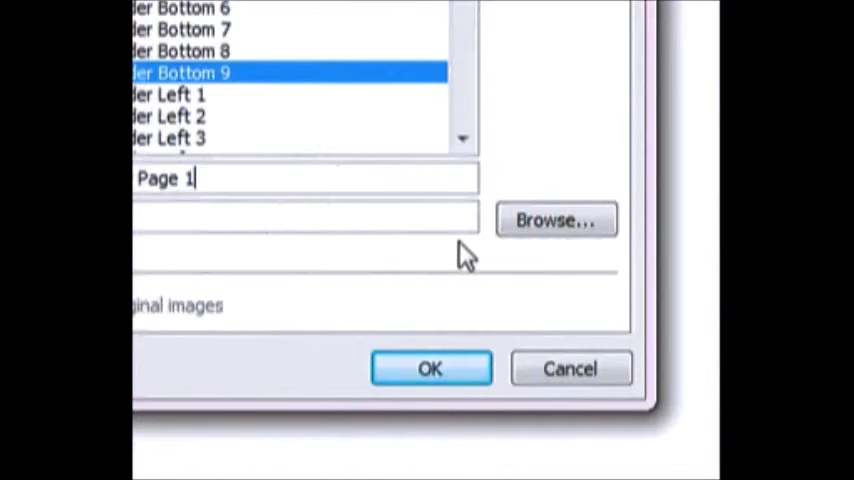 der Bottom 6
der Bottom 7
der Bottom 8
der Bottom 9
der Left 1
der Left 2
der Left 3
Page 1
Browse...
ginal images
OK
Cancel